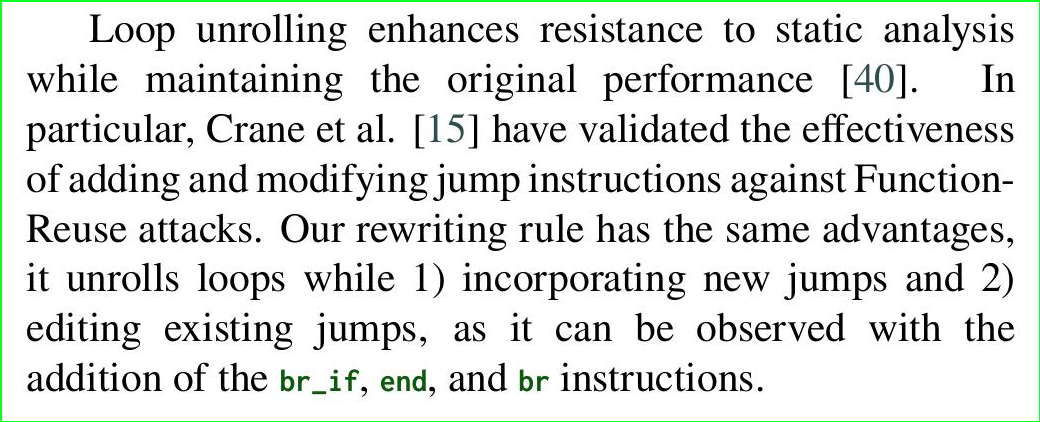 Loop unrolling enhances resistance to static analysis
while maintaining the original performance [40]. In
particular, Crane et al. [15] have validated the effectiveness
of adding and modifying jump instructions against Function-
Reuse attacks. Our rewriting rule has the same advantages,
it unrolls loops while 1) incorporating new jumps and 2)
editing existing jumps, as it can be observed with the
addition of the br_if, end, and br instructions.